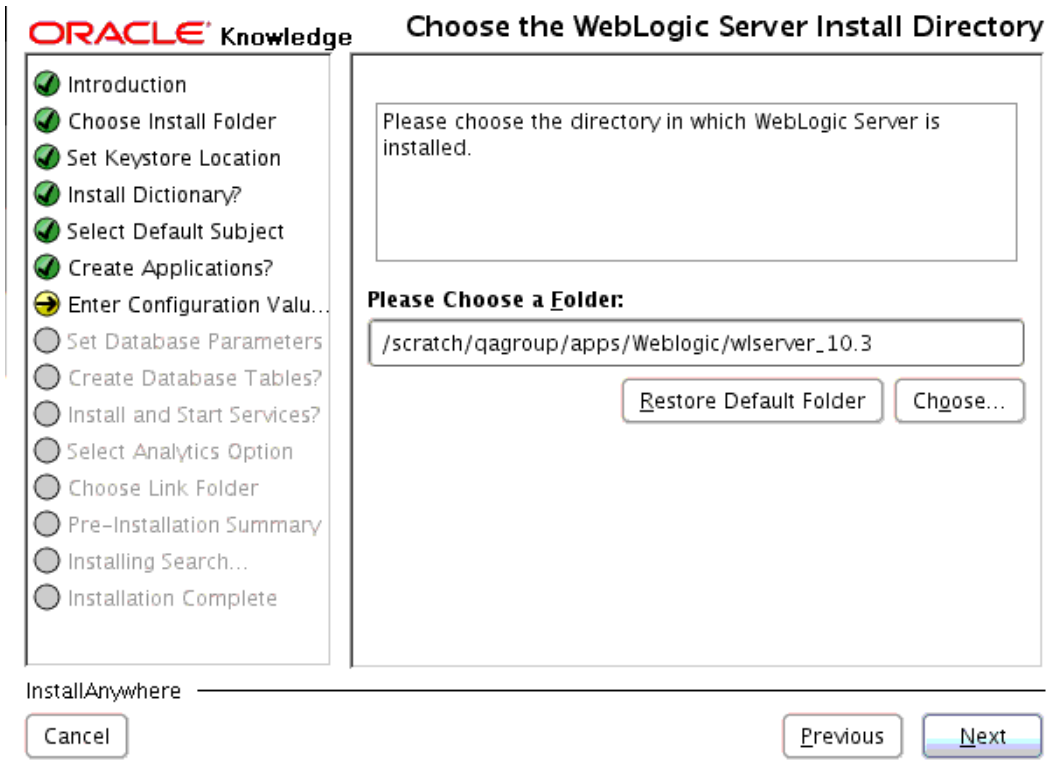 ORACLE Knowledge
Choose the WebLogic Server Install Directory
Introduction
Choose Install Folder
Set Keystore Location
Install Dictionary?
Select Default Subject
Create Applications?
Enter Configuration Valu...
Set Database Parameters
Create Database Tables?
Install and Start Services?
Select Analytics Option
Choose Link Folder
Pre-Installation Summary
Installing Search...
Installation Complete
Please choose the directory in which WebLogic Server is
installed.
Please Choose a Folder:
/scratch/qagroup/apps/Weblogic/wlserver_10.3
Restore Default Folder
Choose...
InstallAnywhere
Cancel
Previous
Next